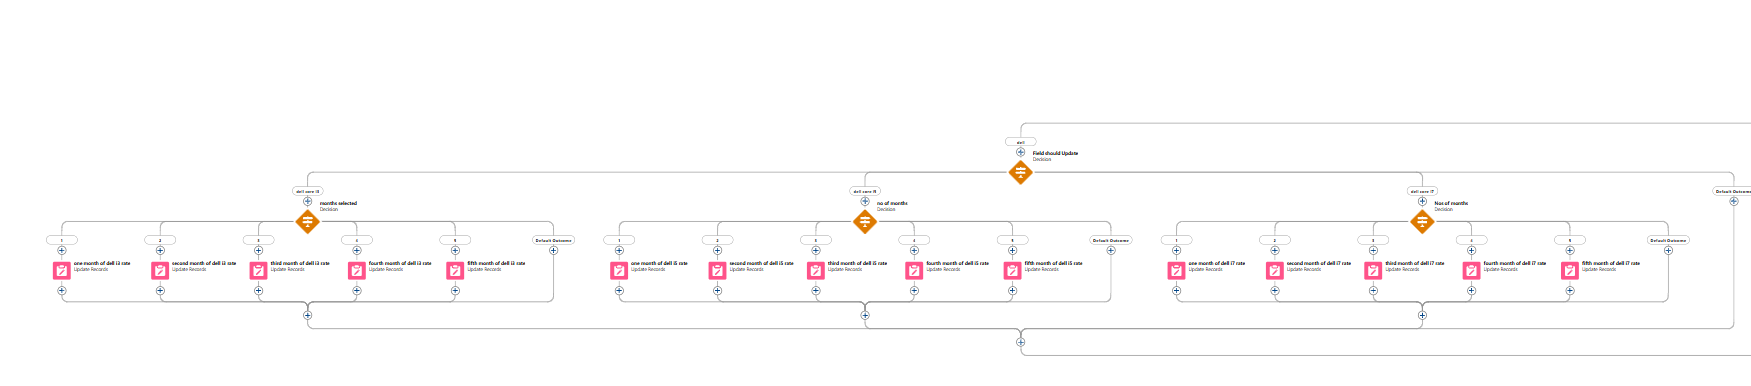 dell
Field should Update
Decision
dell core i3
dell core i5
dell core i7
Default Outcome
months selected
Decision
no of months
Decision
Nos of months
Decision
1
2
3
4
5
Default Outcome
1
2
3
4
5
Default Outcome
1
2
3
4
5
Default Outcome
one month of dell i3 rate
Update Records
second month of dell i3 rate
Update Records
third month of dell i3 rate
Update Records
fourth month of dell i3 rate
Update Records
fifth month of dell i3 rate
Update Records
one month of dell i5 rate
Update Records
second month of dell i5 rate
Update Records
third month of dell i5 rate
Update Records
fourth month of dell i5 rate
Update Records
fifth month of dell i5 rate
Update Records
one month of dell i7 rate
Update Records
second month of dell i7 rate
Update Records
third month of dell i7 rate
Update Records
fourth month of dell i7 rate
Update Records
fifth month of dell i7 rate
Update Records